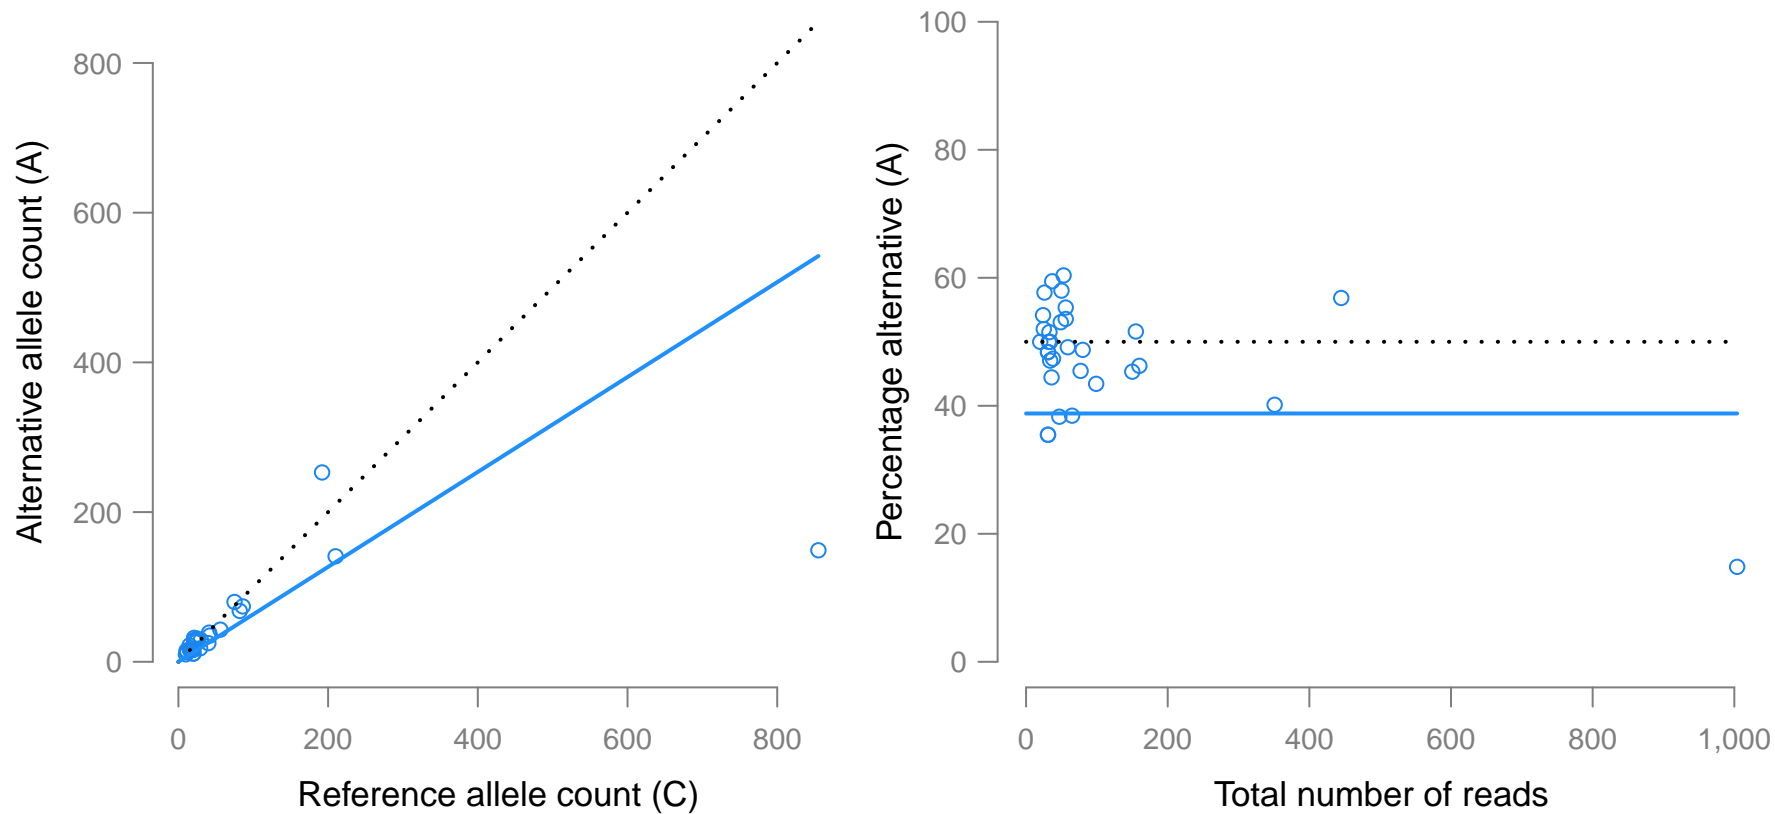 Alternative allele count (A)
800
600
400
200
0
0 200 400 600 800
Reference allele count (C)
Percentage alternative (A)
100
80
60
40
20
0
0 200 400 600 800 1,000
Total number of reads